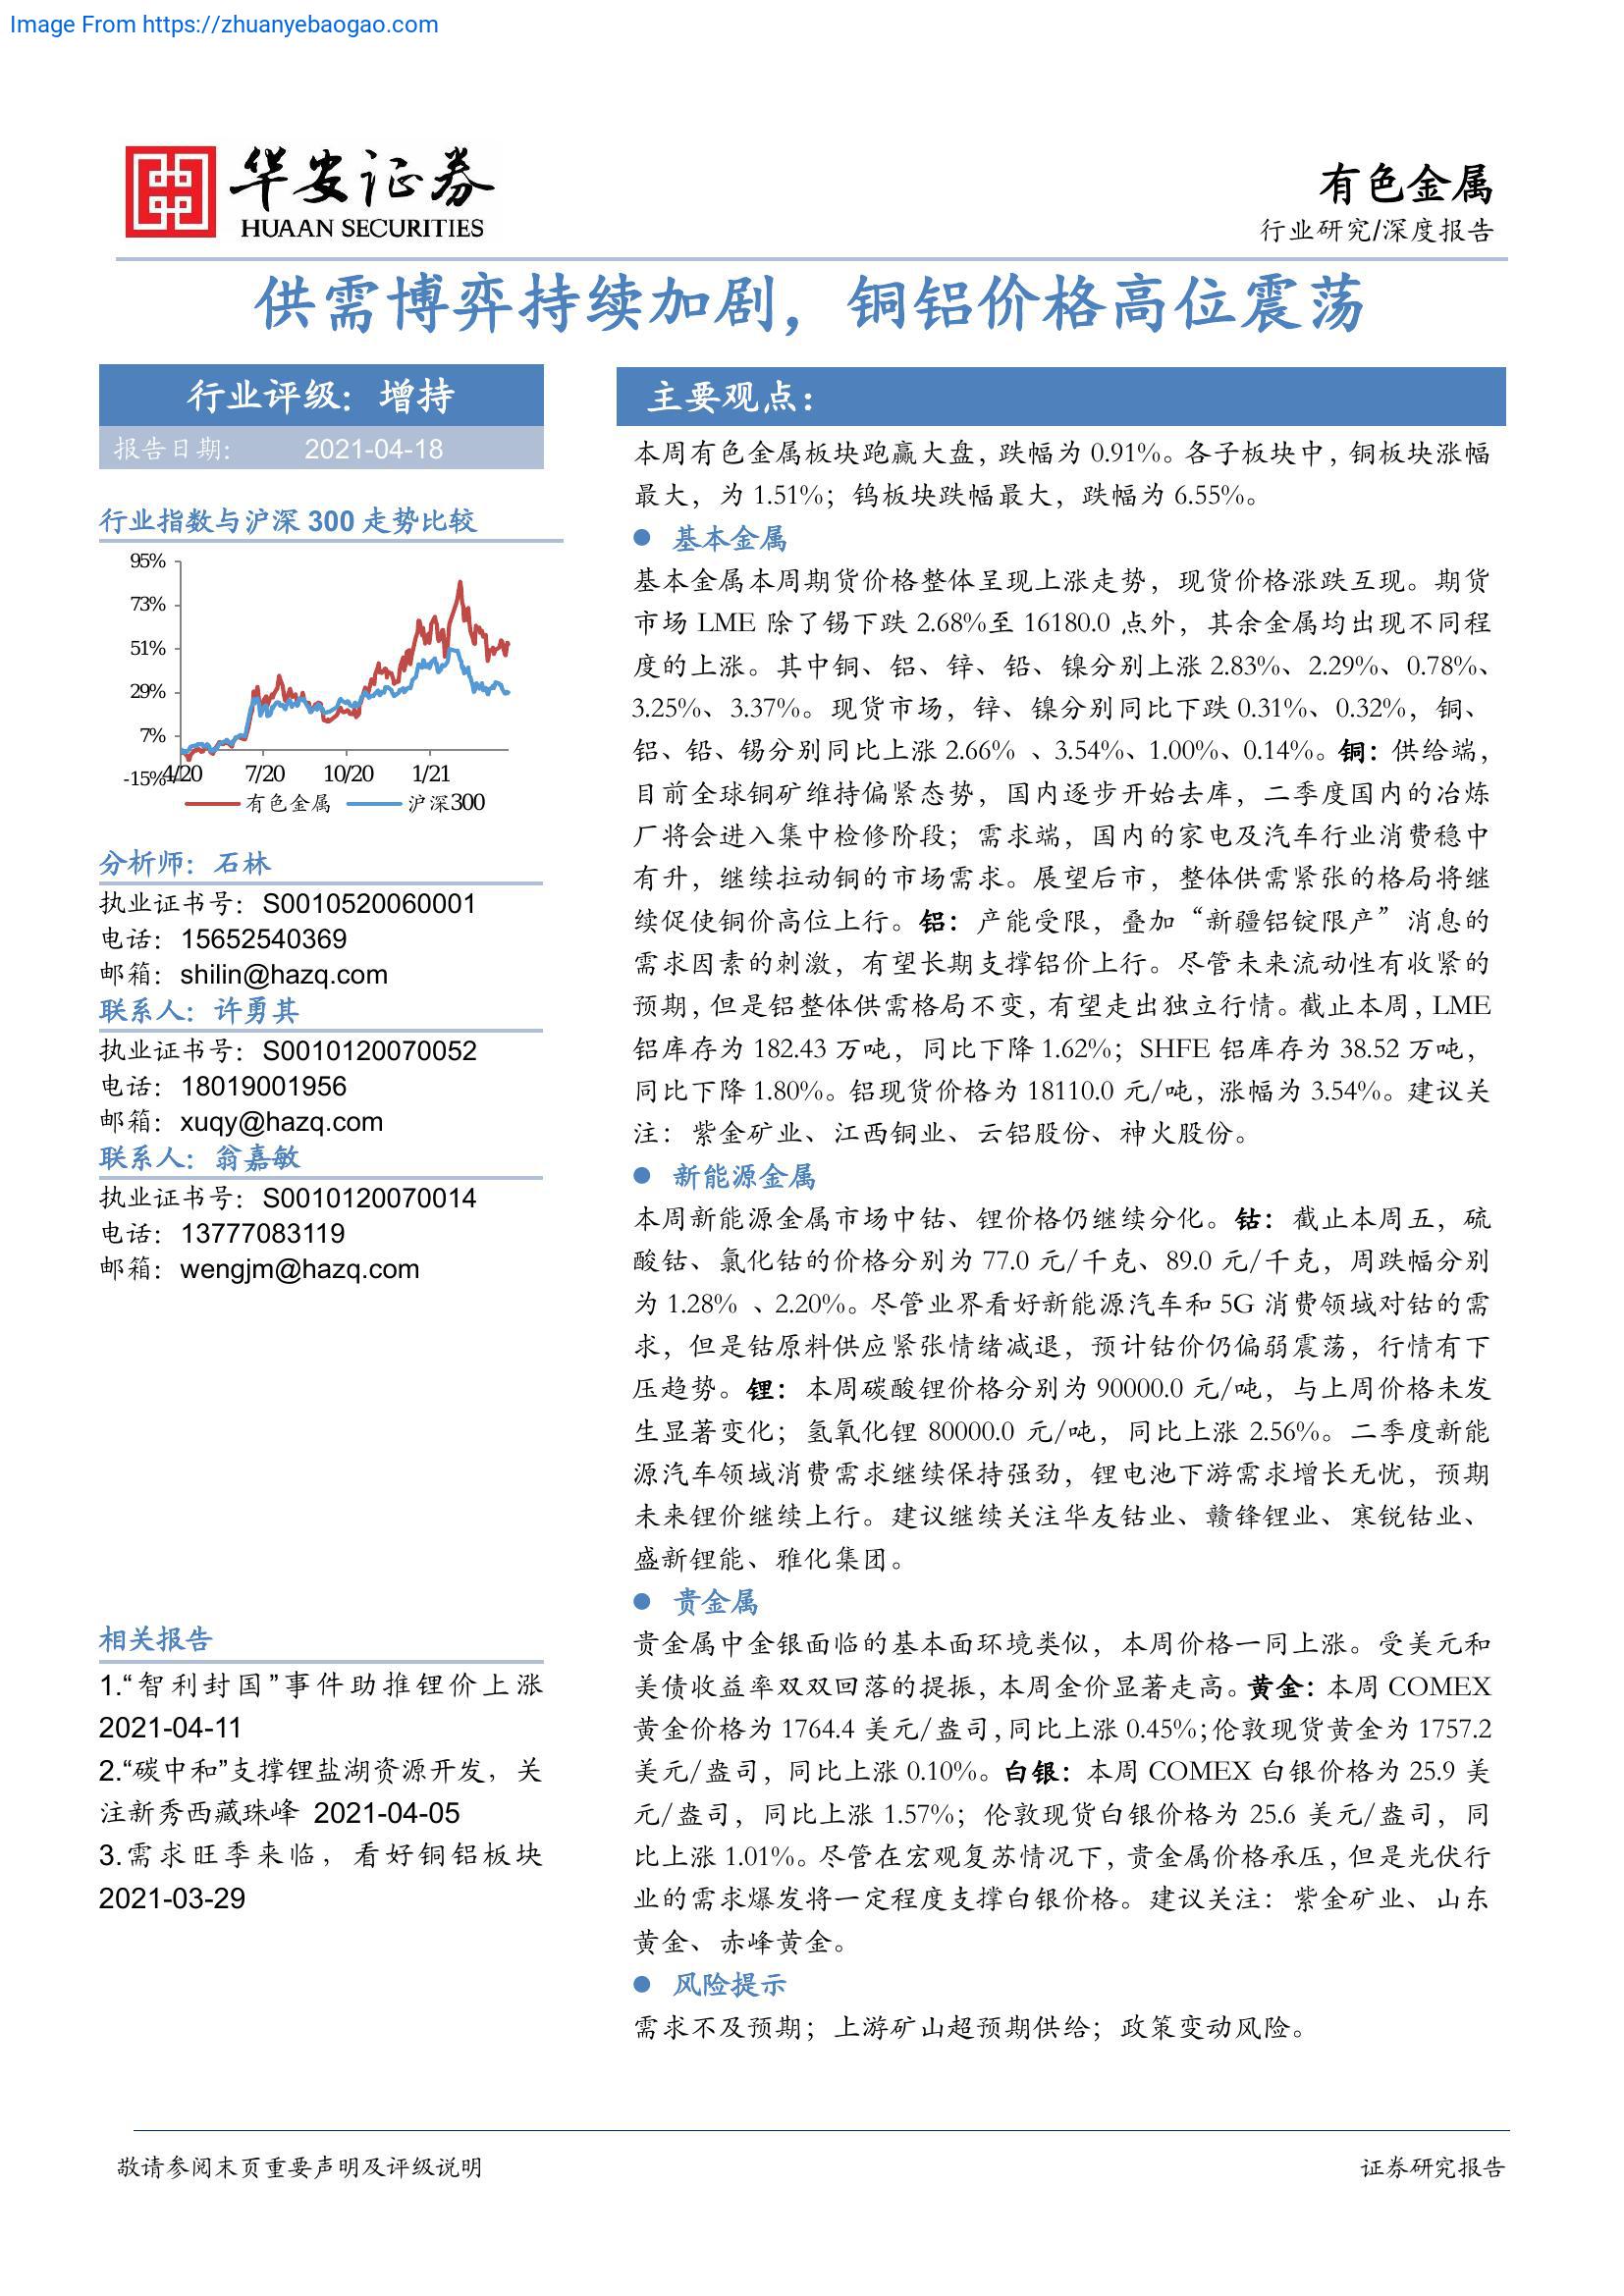 Image From https://zhuanyebaogao.com
华安证券
HUAAN SECURITIES
有色金属
行业研究/深度报告
供需博弈持续加剧，铜铝价格高位震荡
行业评级：增持
报告日期： 2021-04-18
行业指数与沪深 300 走势比较
95%
73%
51%
29%
7%
-15%
4/20 7/20 10/20 1/21
有色金属 沪深300
分析师：石林
执业证书号：S0010520060001
电话：15652540369
邮箱：shilin@hazq.com
联系人：许勇其
执业证书号：S0010120070052
电话：18019001956
邮箱：xuqy@hazq.com
联系人：翁嘉敏
执业证书号：S0010120070014
电话：13777083119
邮箱：wengjm@hazq.com
相关报告
1.“智利封国”事件助推锂价上涨
2021-04-11
2.“碳中和”支撑锂盐湖资源开发，关
注新秀西藏珠峰 2021-04-05
3.需求旺季来临，看好铜铝板块
2021-03-29
主要观点：
本周有色金属板块跑赢大盘，跌幅为 0.91%。各子板块中，铜板块涨幅
最大，为 1.51%；钨板块跌幅最大，跌幅为 6.55%。
● 基本金属
基本金属本周期货价格整体呈现上涨走势，现货价格涨跌互现。期货
市场 LME 除了锡下跌 2.68%至 16180.0 点外，其余金属均出现不同程
度的上涨。其中铜、铝、锌、铅、镍分别上涨 2.83%、2.29%、0.78%、
3.25%、3.37%。现货市场，锌、镍分别同比下跌 0.31%、0.32%，铜、
铝、铅、锡分别同比上涨 2.66% 、3.54%、1.00%、0.14%。铜：供给端，
目前全球铜矿维持偏紧态势，国内逐步开始去库，二季度国内的冶炼
厂将会进入集中检修阶段；需求端，国内的家电及汽车行业消费稳中
有升，继续拉动铜的市场需求。展望后市，整体供需紧张的格局将继
续促使铜价高位上行。铝：产能受限，叠加“新疆铝锭限产”消息的
需求因素的刺激，有望长期支撑铝价上行。尽管未来流动性有收紧的
预期，但是铝整体供需格局不变，有望走出独立行情。截止本周，LME
铝库存为 182.43 万吨，同比下降 1.62%；SHFE 铝库存为 38.52 万吨，
同比下降 1.80%。铝现货价格为 18110.0 元/吨，涨幅为 3.54%。建议关
注：紫金矿业、江西铜业、云铝股份、神火股份。
● 新能源金属
本周新能源金属市场中钴、锂价格仍继续分化。钴：截止本周五，硫
酸钴、氯化钴的价格分别为 77.0 元/千克、89.0 元/千克，周跌幅分别
为 1.28% 、2.20%。尽管业界看好新能源汽车和 5G 消费领域对钴的需
求，但是钴原料供应紧张情绪减退，预计钴价仍偏弱震荡，行情有下
压趋势。锂：本周碳酸锂价格分别为 90000.0 元/吨，与上周价格未发
生显著变化；氢氧化锂 80000.0 元/吨，同比上涨 2.56%。二季度新能
源汽车领域消费需求继续保持强劲，锂电池下游需求增长无忧，预期
未来锂价继续上行。建议继续关注华友钴业、赣锋锂业、寒锐钴业、
盛新锂能、雅化集团。
● 贵金属
贵金属中金银面临的基本面环境类似，本周价格一同上涨。受美元和
美债收益率双双回落的提振，本周金价显著走高。黄金：本周 COMEX
黄金价格为 1764.4 美元/盎司，同比上涨 0.45%；伦敦现货黄金为 1757.2
美元/盎司，同比上涨 0.10%。白银：本周 COMEX 白银价格为 25.9 美
元/盎司，同比上涨 1.57%；伦敦现货白银价格为 25.6 美元/盎司，同
比上涨 1.01%。尽管在宏观复苏情况下，贵金属价格承压，但是光伏行
业的需求爆发将一定程度支撑白银价格。建议关注：紫金矿业、山东
黄金、赤峰黄金。
● 风险提示
需求不及预期；上游矿山超预期供给；政策变动风险。
敬请参阅末页重要声明及评级说明
证券研究报告